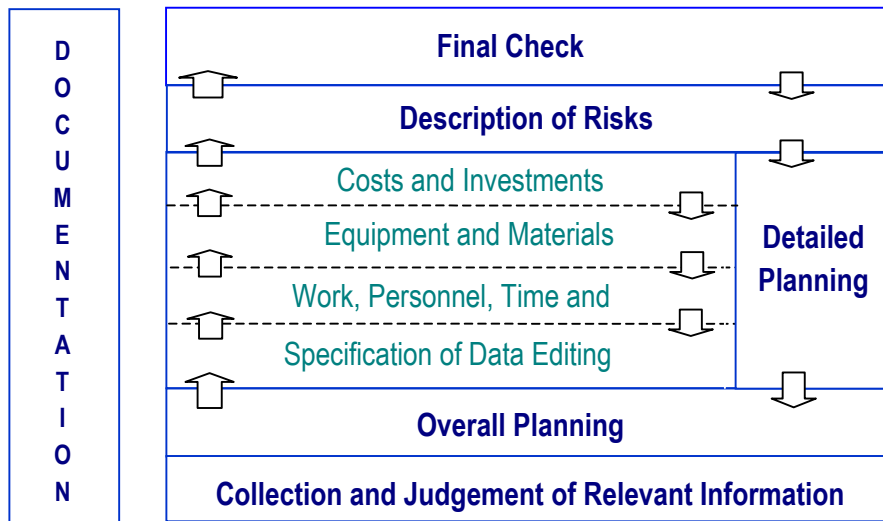 DOCUMENTATION
Final Check
Description of Risks
Costs and Investments
Equipment and Materials
Work, Personnel, Time and
Specification of Data Editing
Detailed
Planning
Overall Planning
Collection and Judgement of Relevant Information